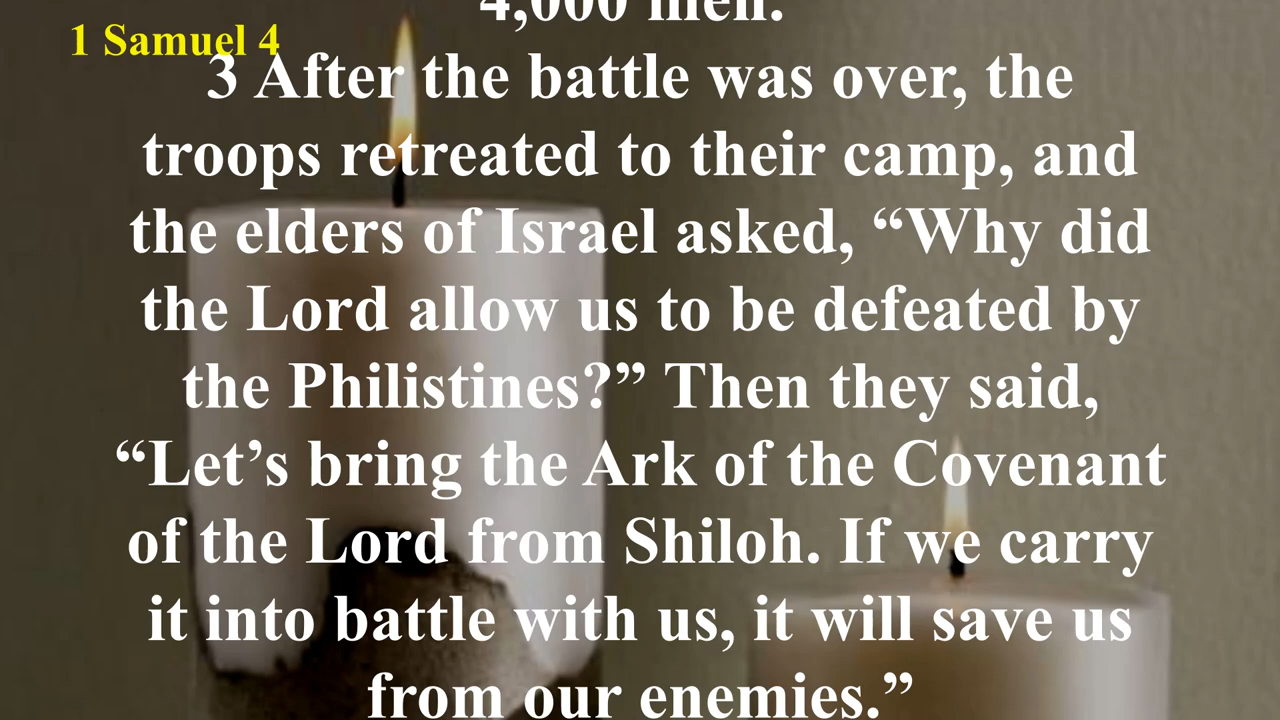 4,000 men.
1 Samuel 4
3 After the battle was over, the
troops retreated to their camp, and
the elders of Israel asked, “Why did
the Lord allow us to be defeated by
the Philistines?” Then they said,
“Let’s bring the Ark of the Covenant
of the Lord from Shiloh. If we carry
it into battle with us, it will save us
from our enemies.”